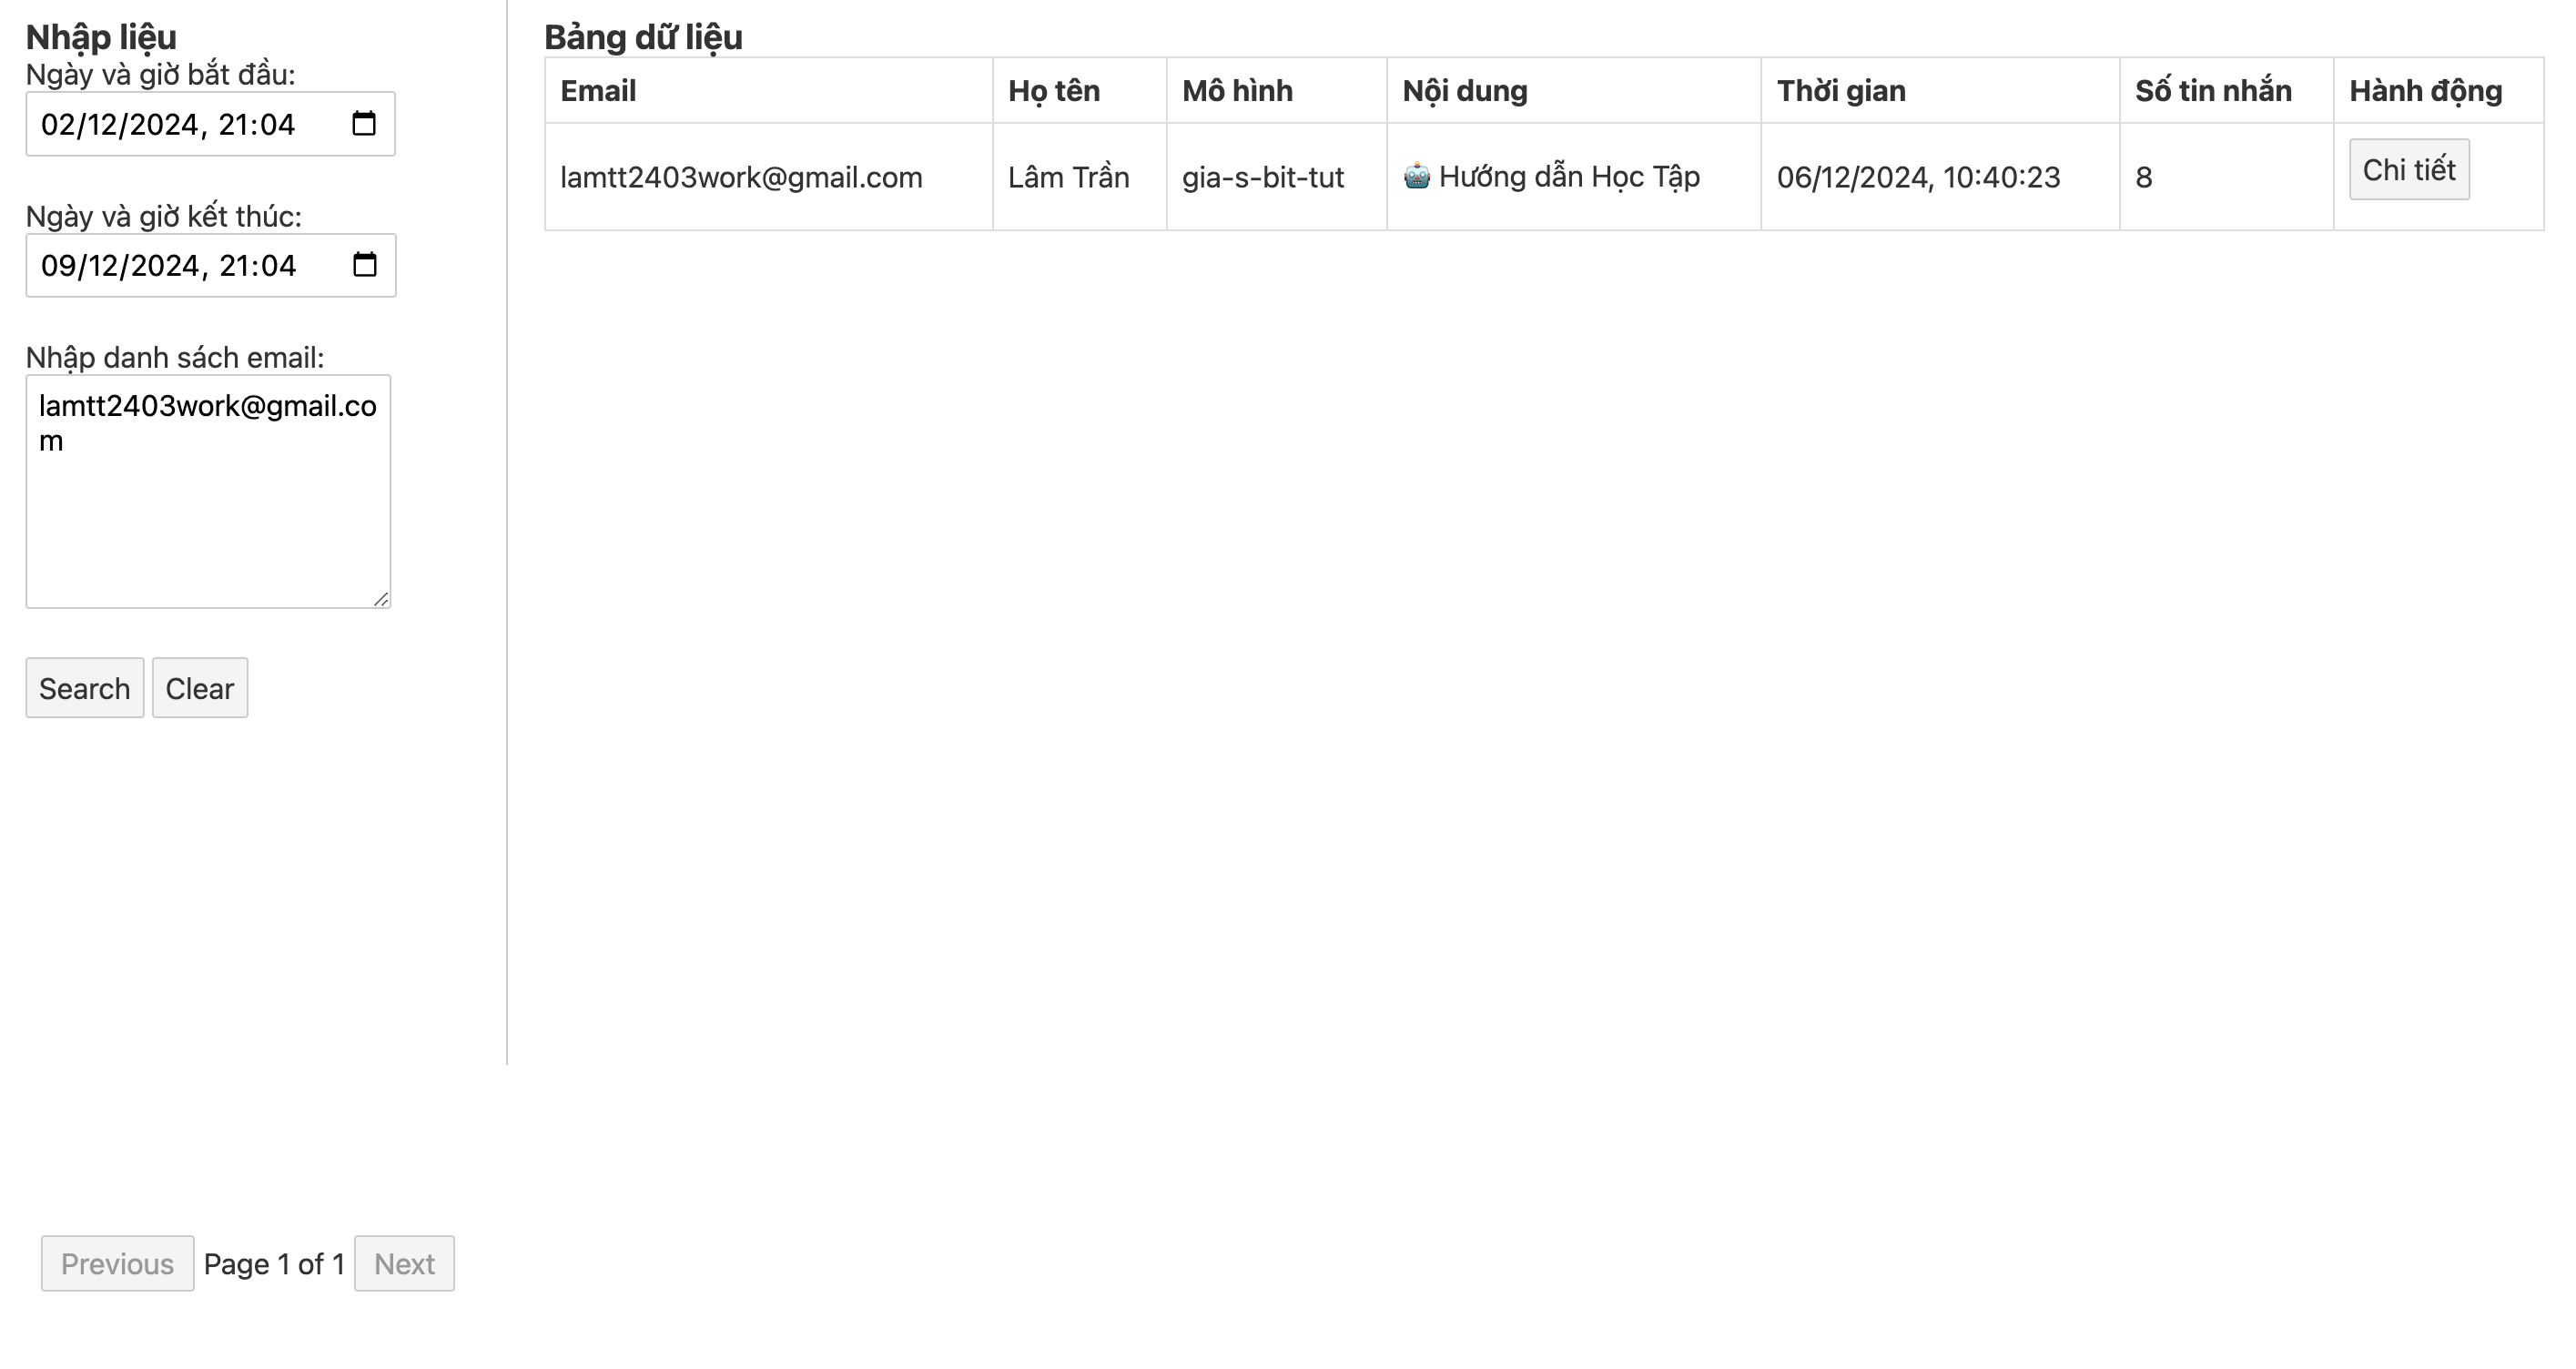 Nhập liệu
Ngày và giờ bắt đầu:
02/12/2024, 21:04
Ngày và giờ kết thúc:
09/12/2024, 21:04
Nhập danh sách email:
lamtt2403work@gmail.co
m
Search Clear
Bảng dữ liệu
Email Họ tên Mô hình Nội dung Thời gian Số tin nhắn Hành động
lamtt2403work@gmail.com Lâm Trần gia-s-bit-tut 🤖 Hướng dẫn Học Tập 06/12/2024, 10:40:23 8 Chi tiết
Previous Page 1 of 1 Next